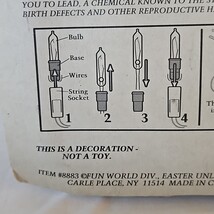 YOU TO LEAD, A CHEMICAL KNOWN TO THE ST
BIRTH DEFECTS AND OTHER REPRODUCTIVE H
Bulb
Base
Wires
String
Socket
1 2 3 4
THIS IS A DECORATION -
NOT A TOY.
ITEM #8883 ©FUN WORLD DIV., EASTER UNLI
CARLE PLACE, NY 11514 MADE IN C